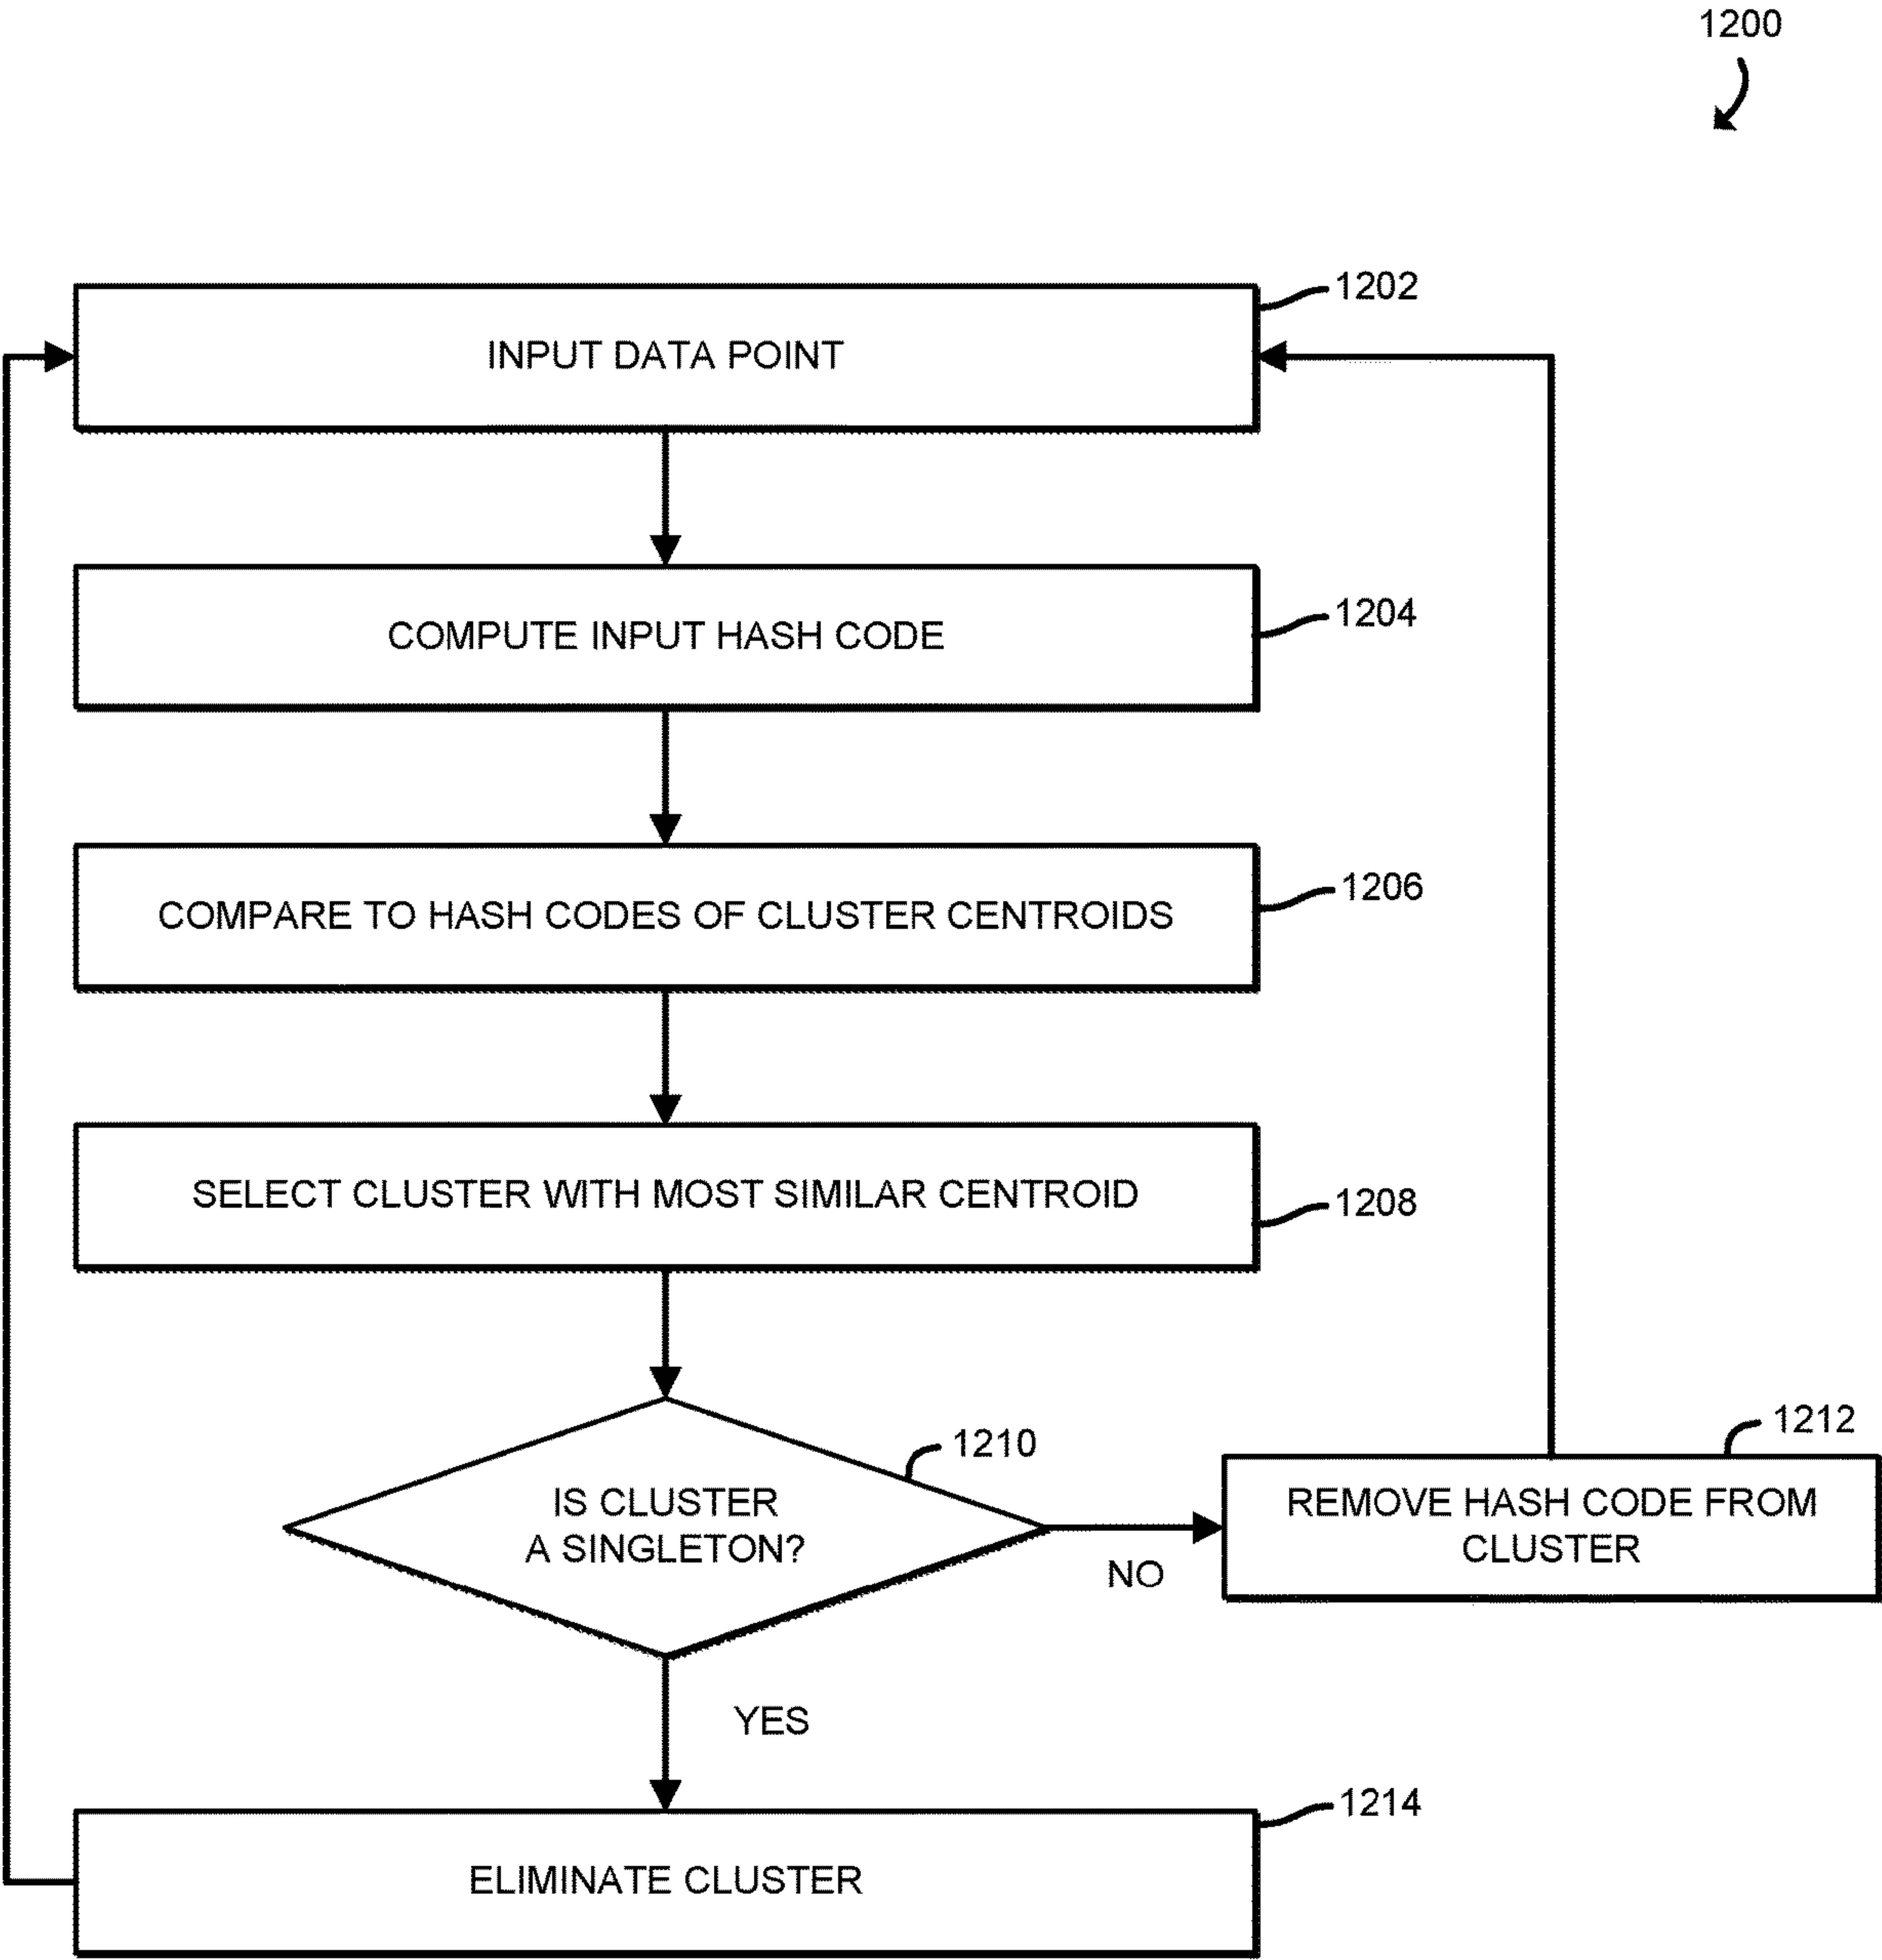 1200
1202
INPUT DATA POINT
1204
COMPUTE INPUT HASH CODE
1206
COMPARE TO HASH CODES OF CLUSTER CENTROIDS
1208
SELECT CLUSTER WITH MOST SIMILAR CENTROID
1210
IS CLUSTER
A SINGLETON?
NO
1212
REMOVE HASH CODE FROM
CLUSTER
YES
1214
ELIMINATE CLUSTER